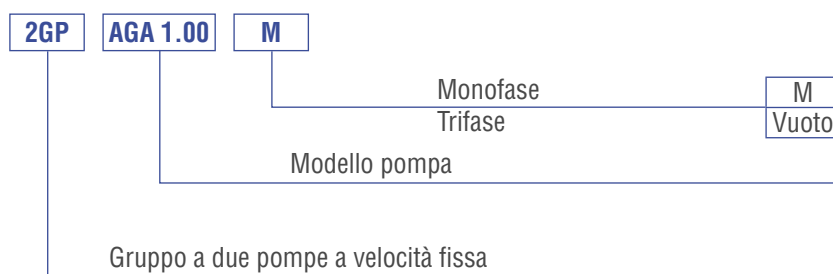 2GP AGA 1.00 M
Monofase M
Trifase Vuoto
Modello pompa
Gruppo a due pompe a velocità fissa